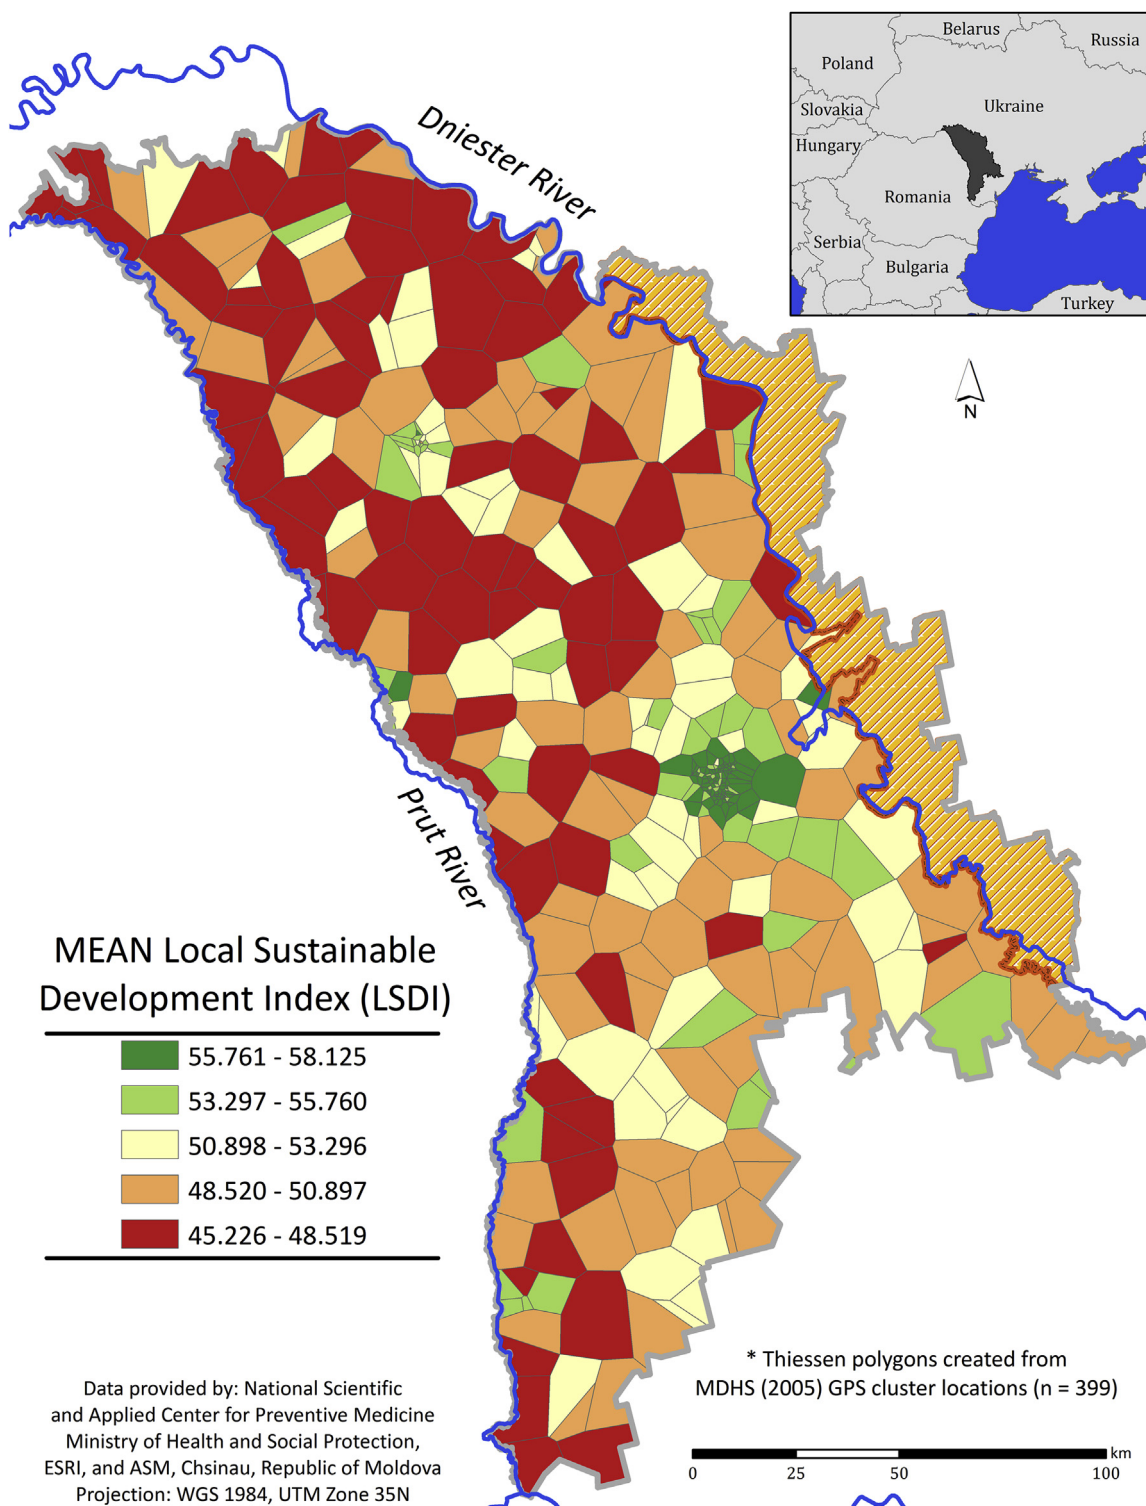 Belarus
Russia
Poland
Ukraine
Slovakia
Hungary
Romania
Serbia
Bulgaria
Turkey
N
Dniester River
Prut River
MEAN Local Sustainable
Development Index (LSDI)
55.761 - 58.125
53.297 - 55.760
50.898 - 53.296
48.520 - 50.897
45.226 - 48.519
Data provided by: National Scientific
and Applied Center for Preventive Medicine
Ministry of Health and Social Protection,
ESRI, and ASM, Chsinau, Republic of Moldova
Projection: WGS 1984, UTM Zone 35N
* Thiessen polygons created from
MDHS (2005) GPS cluster locations (n = 399)
km
0 25 50 100